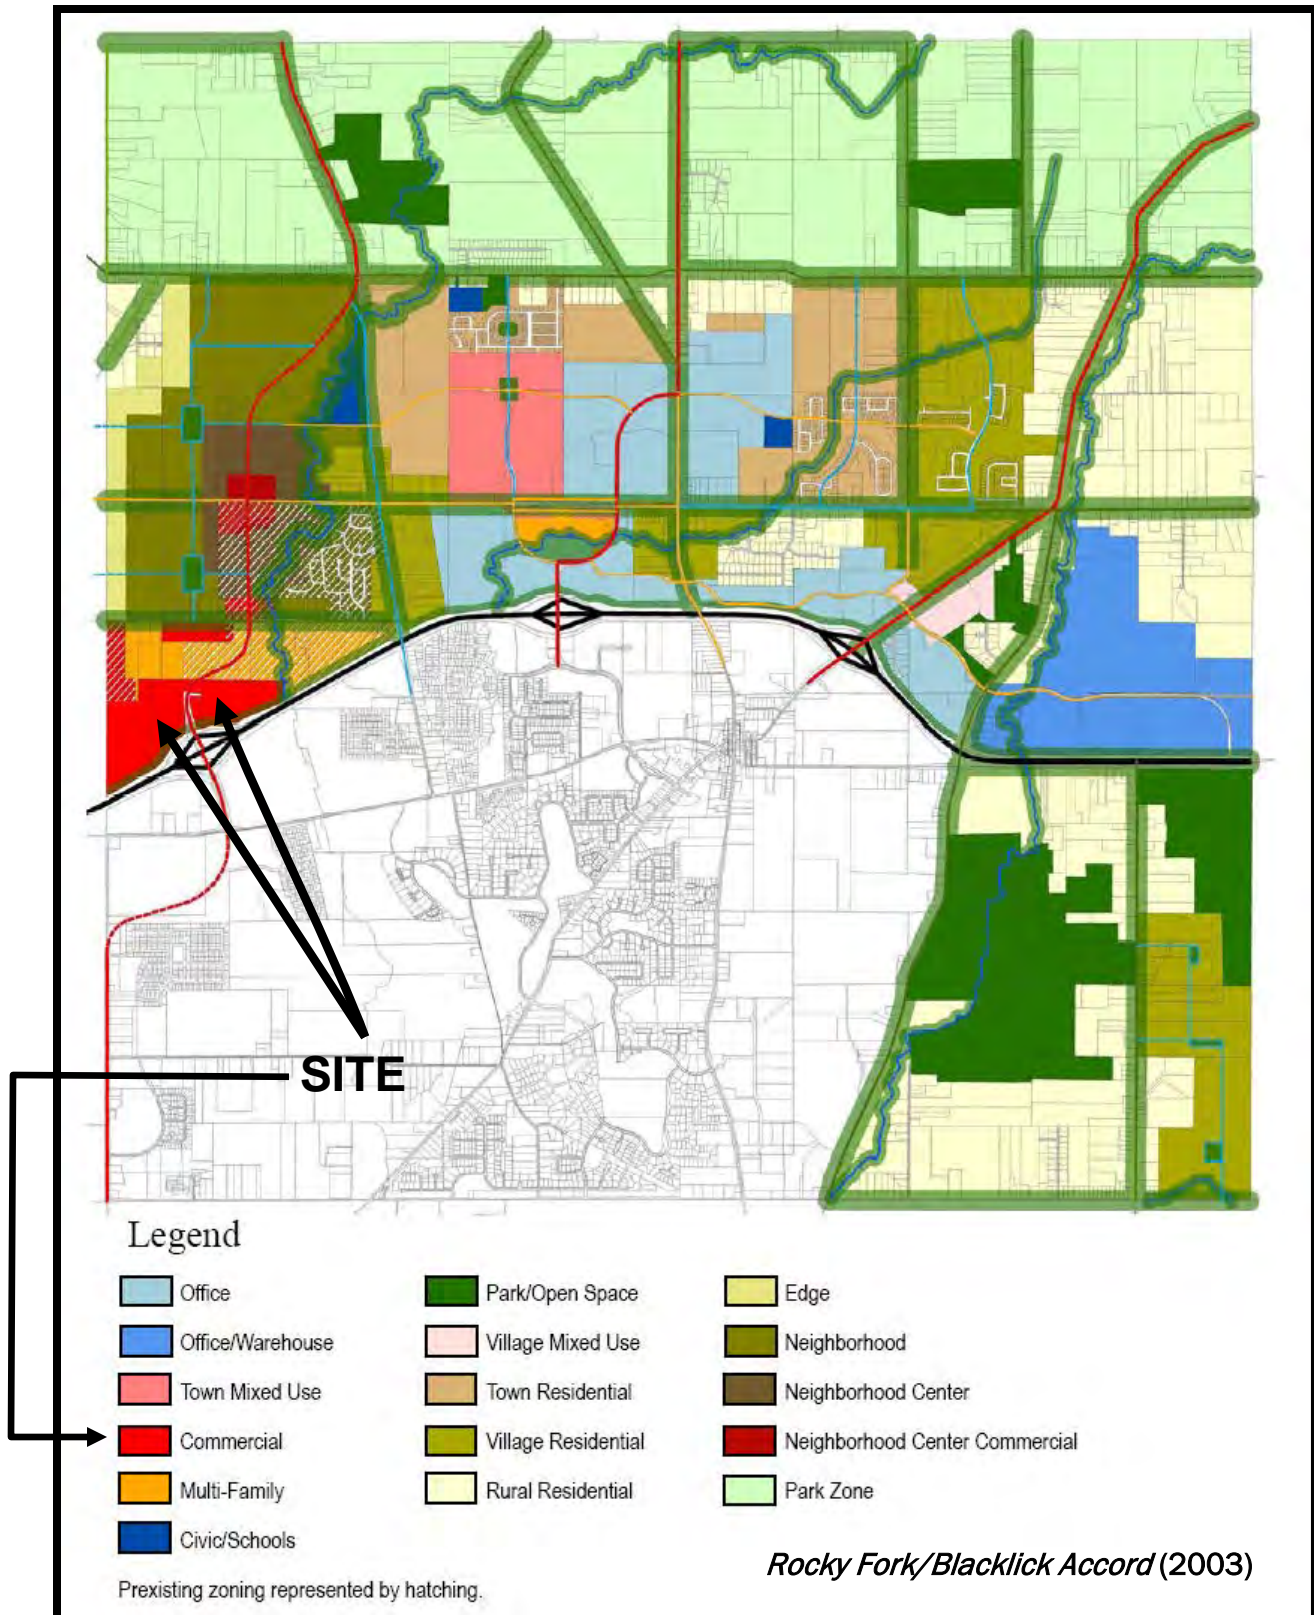 SITE
Legend
Office
Park/Open Space
Edge
Office/Warehouse
Village Mixed Use
Neighborhood
Town Mixed Use
Town Residential
Neighborhood Center
Commercial
Village Residential
Neighborhood Center Commercial
Multi-Family
Rural Residential
Park Zone
Civic/Schools
Rocky Fork/Blacklick Accord (2003)
Prexisting zoning represented by hatching.